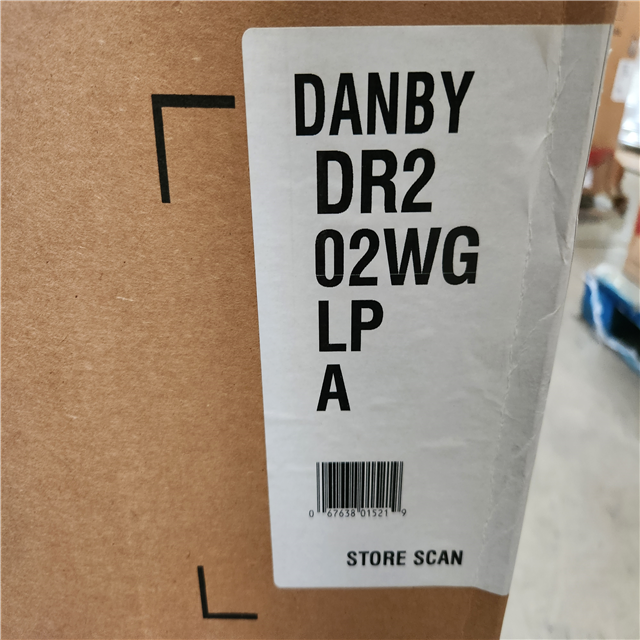 DANBY
DR2
02WG
LP
A
0 67638 01521 9
STORE SCAN